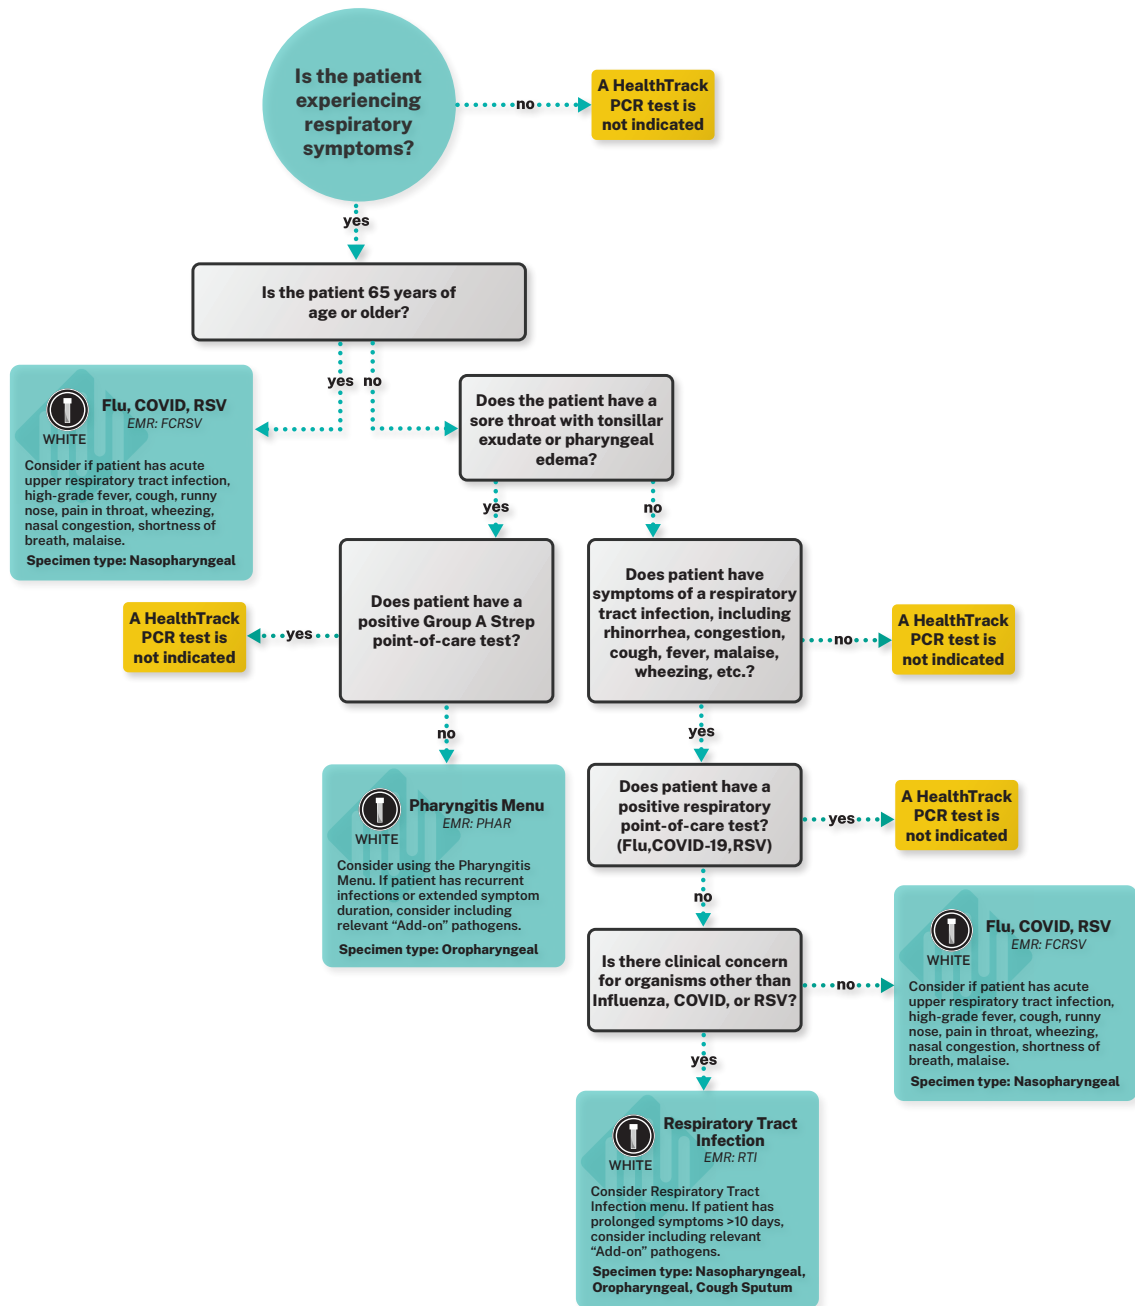 Is the patient
experiencing
respiratory
symptoms?
no
A HealthTrack
PCR test is
not indicated
yes
Is the patient 65 years of
age or older?
yes
no
Flu, COVID, RSV
EMR: FCRSV
WHITE
Consider if patient has acute
upper respiratory tract infection,
high-grade fever, cough, runny
nose, pain in throat, wheezing,
nasal congestion, shortness of
breath, malaise.
Specimen type: Nasopharyngeal
Does the patient have a
sore throat with tonsillar
exudate or pharyngeal
edema?
yes
no
Does patient have a
positive Group A Strep
point-of-care test?
yes
A HealthTrack
PCR test is
not indicated
Does patient have
symptoms of a respiratory
tract infection, including
rhinorrhea, congestion,
cough, fever, malaise,
wheezing, etc.?
no
A HealthTrack
PCR test is
not indicated
no
yes
Pharyngitis Menu
EMR: PHAR
WHITE
Consider using the Pharyngitis
Menu. If patient has recurrent
infections or extended symptom
duration, consider including
relevant “Add-on” pathogens.
Specimen type: Oropharyngeal
Does patient have a
positive respiratory
point-of-care test?
(Flu,COVID-19,RSV)
yes
A HealthTrack
PCR test is
not indicated
no
Is there clinical concern
for organisms other than
Influenza, COVID, or RSV?
no
Flu, COVID, RSV
EMR: FCRSV
WHITE
Consider if patient has acute
upper respiratory tract infection,
high-grade fever, cough, runny
nose, pain in throat, wheezing,
nasal congestion, shortness of
breath, malaise.
Specimen type: Nasopharyngeal
yes
Respiratory Tract
Infection
EMR: RTI
WHITE
Consider Respiratory Tract
Infection menu. If patient has
prolonged symptoms >10 days,
consider including relevant
“Add-on” pathogens.
Specimen type: Nasopharyngeal,
Oropharyngeal, Cough Sputum